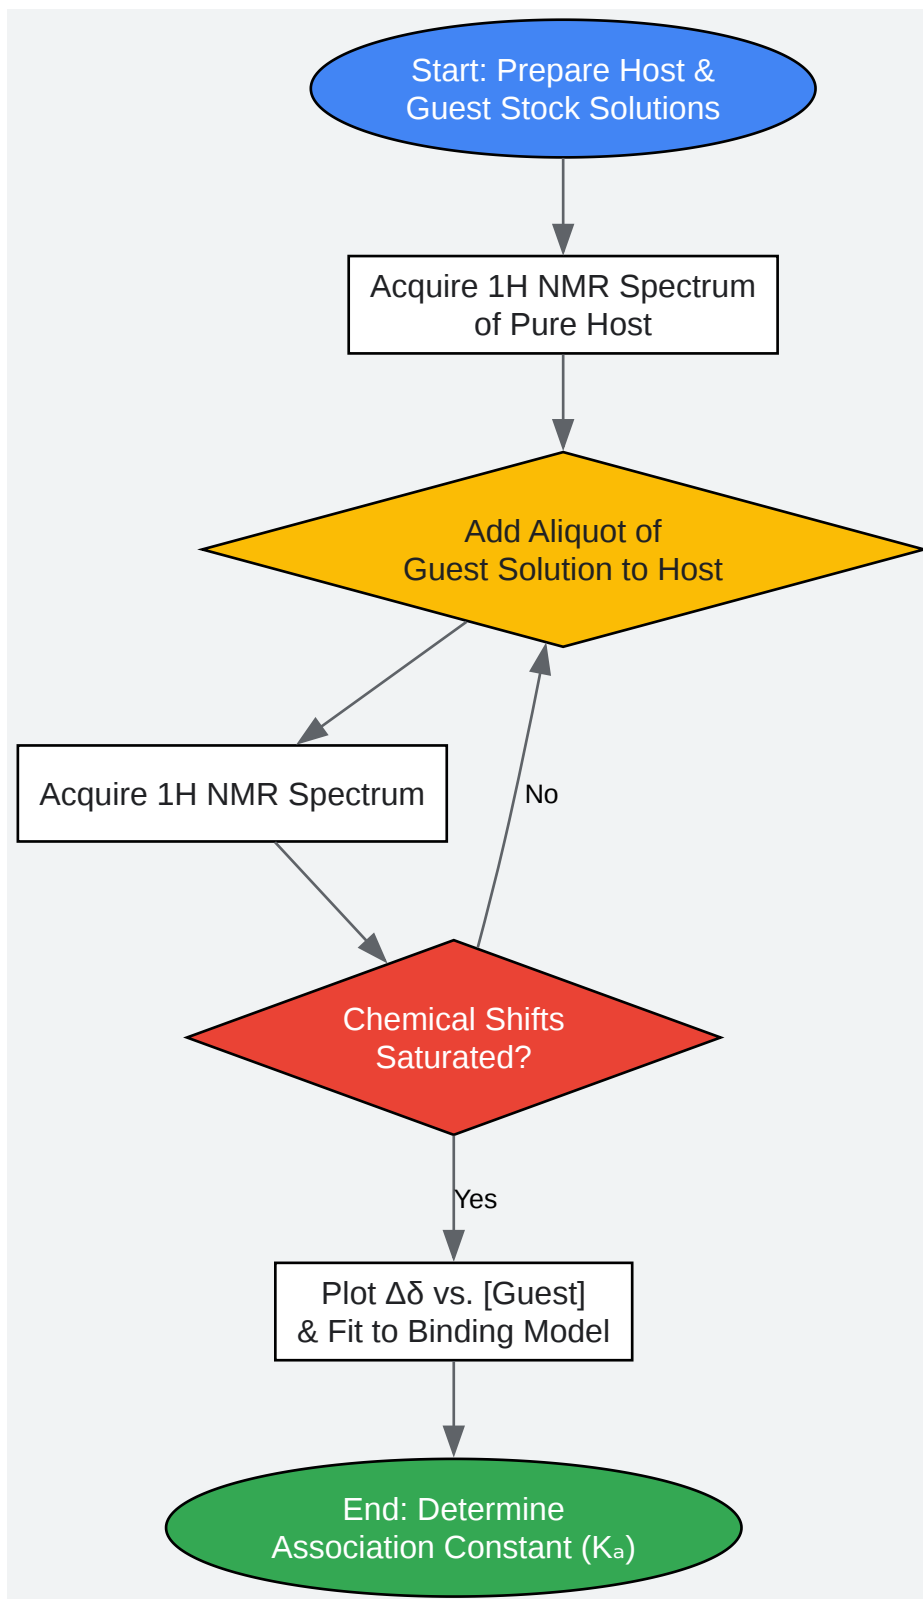 Start: Prepare Host &
Guest Stock Solutions
Acquire 1H NMR Spectrum
of Pure Host
Add Aliquot of
Guest Solution to Host
Acquire 1H NMR Spectrum
No
Chemical Shifts
Saturated?
Yes
Plot Δδ vs. [Guest]
& Fit to Binding Model
End: Determine
Association Constant (Kₐ)